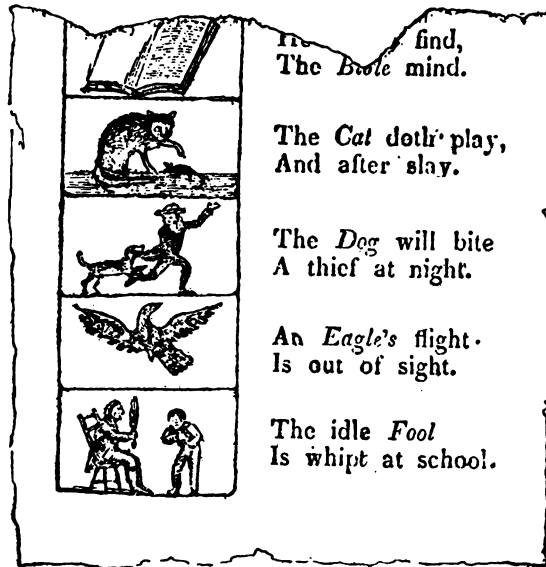 find,
The Bible mind.
The Cat doth play,
And after slay.
The Dog will bite
A thief at night.
An Eagle's flight
Is out of sight.
The idle Fool
Is whipt at school.